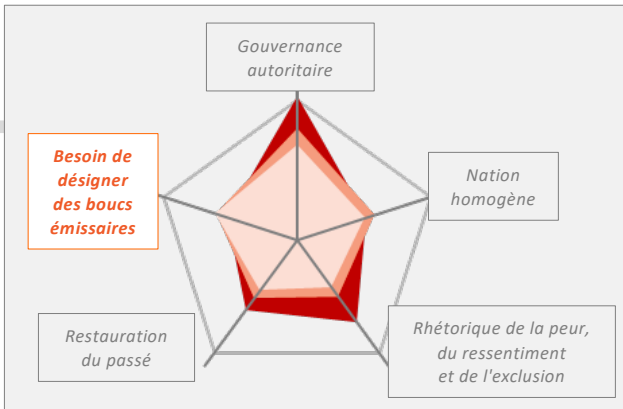 Gouvernance
autoritaire
Besoin de
désigner
des boucs
émissaires
Nation
homogène
Restauration
du passé
Rhétorique de la peur,
du ressentiment
et de l'exclusion